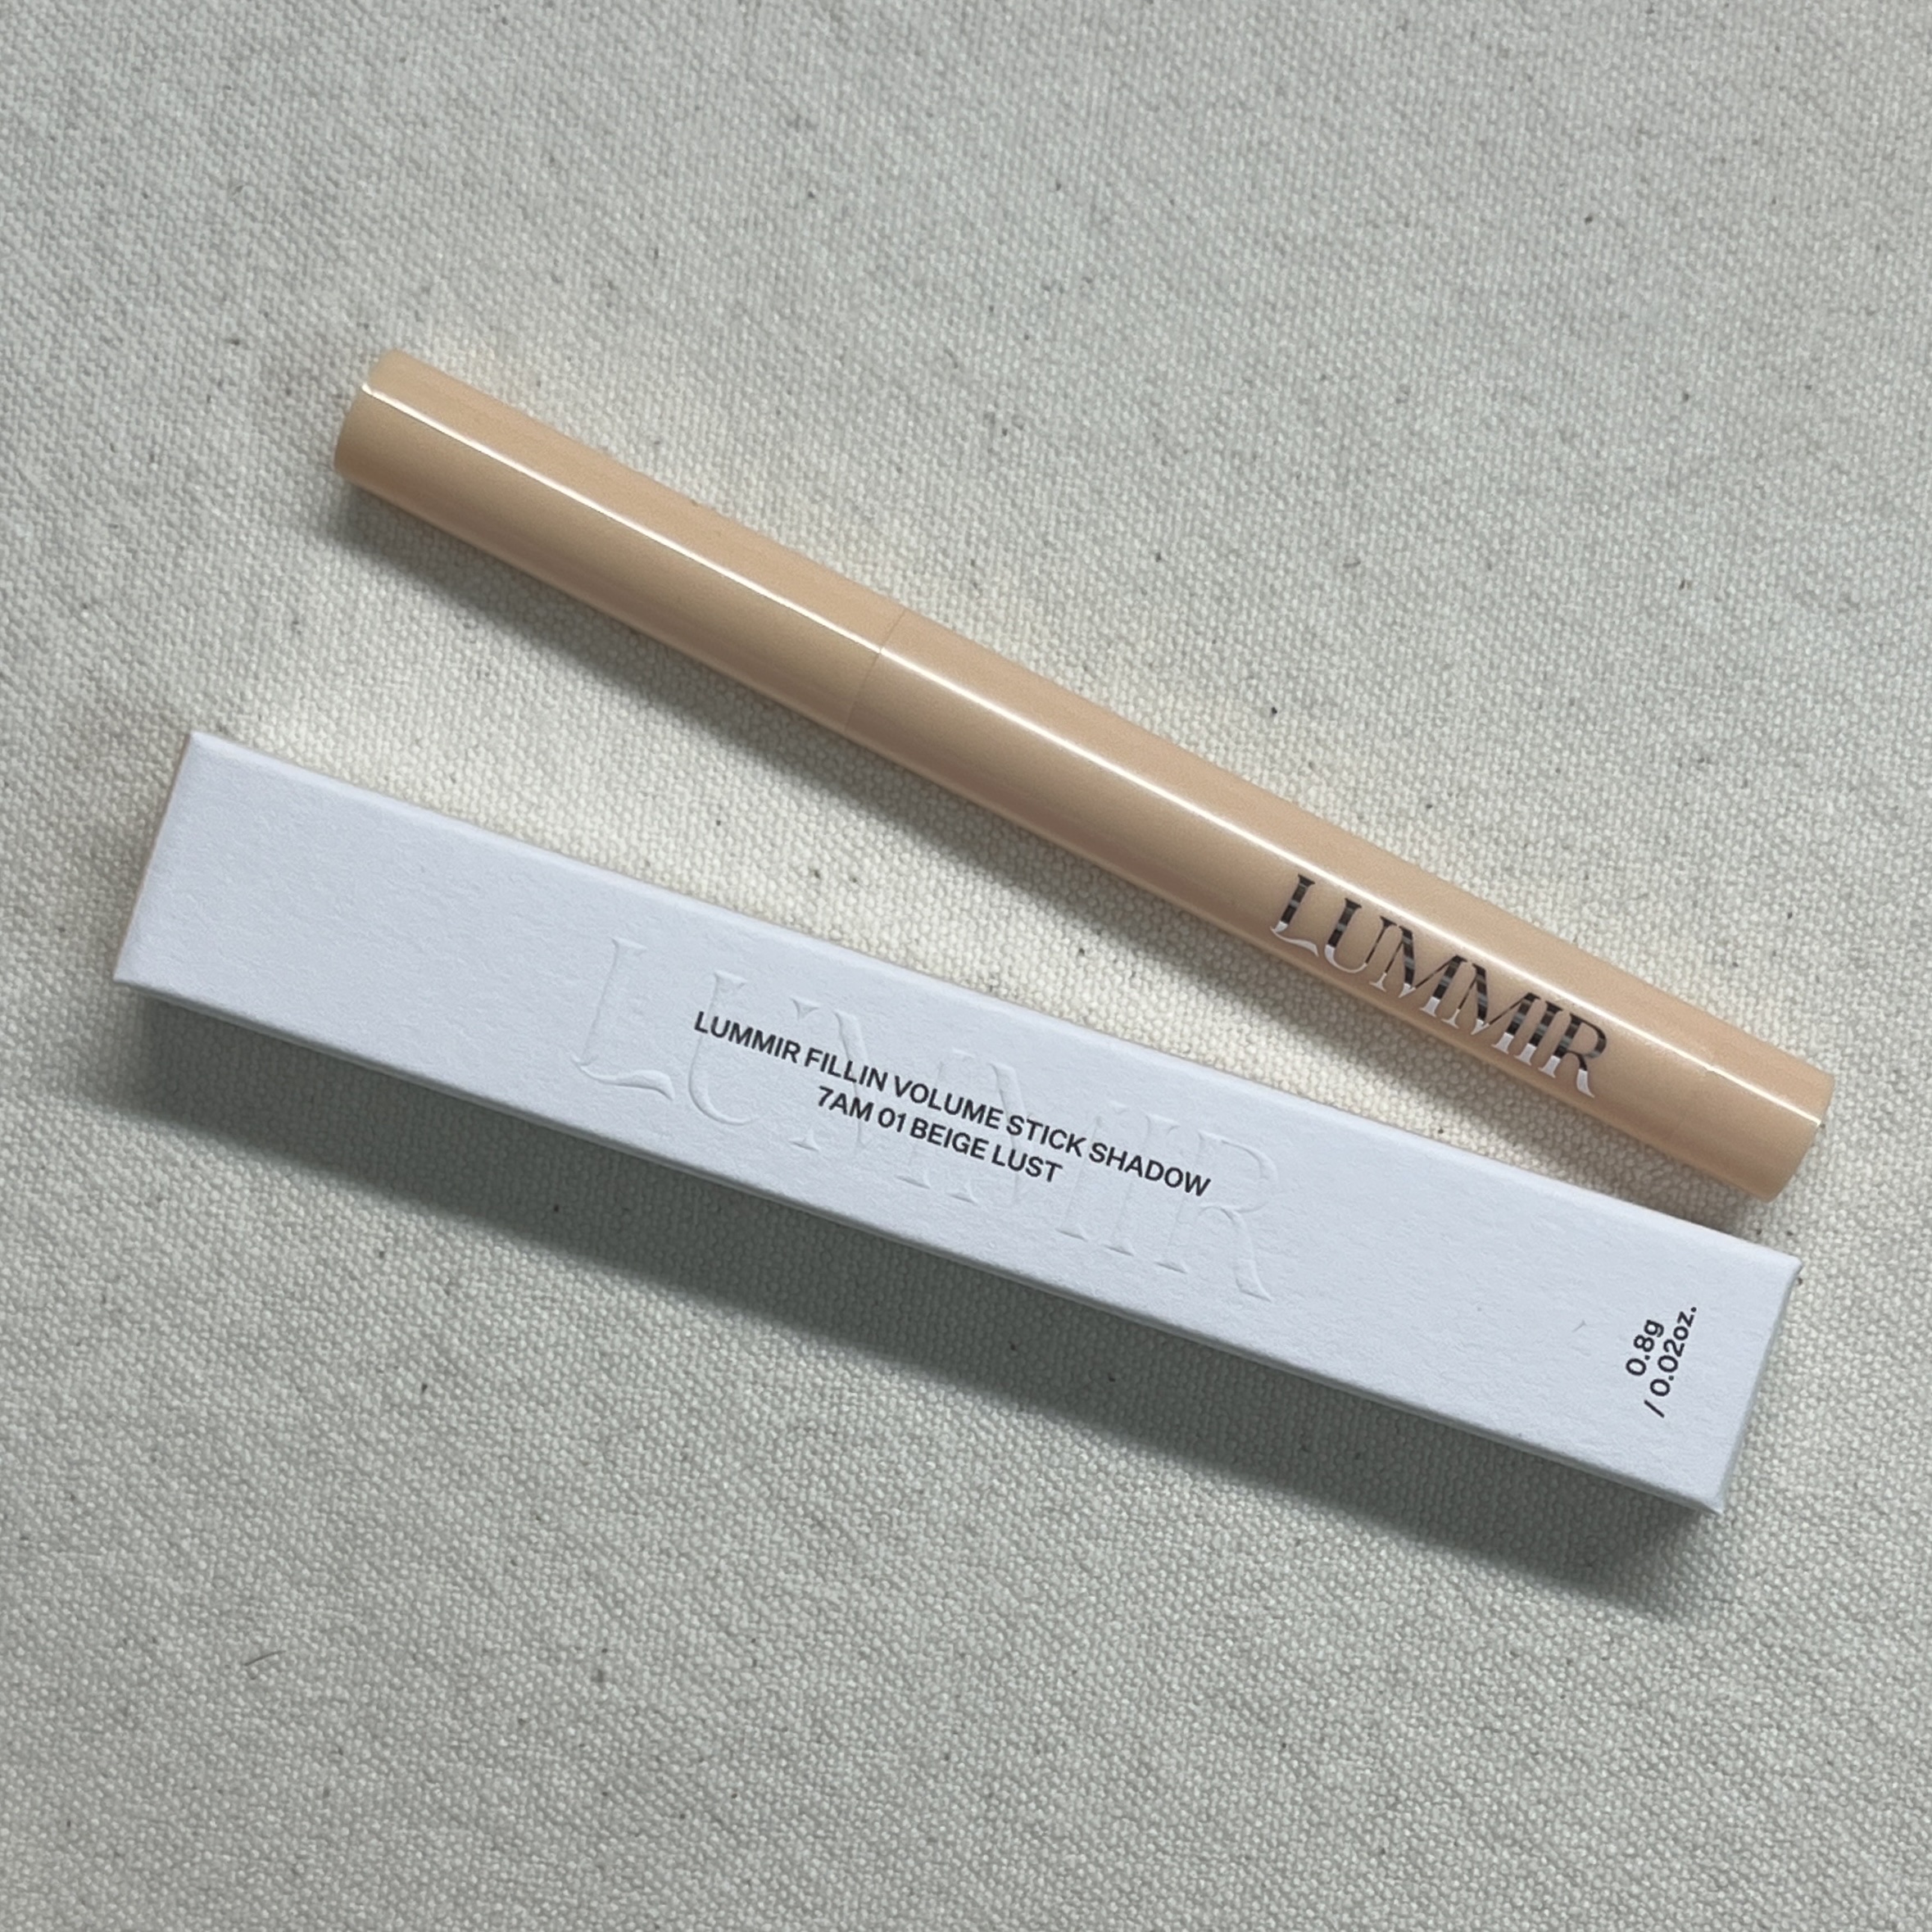 LUMMIR
LUMMIR
LUMMIR FILLIN VOLUME STICK SHADOW
7AM 01 BEIGE LUST
0.8g
/ 0.02oz.